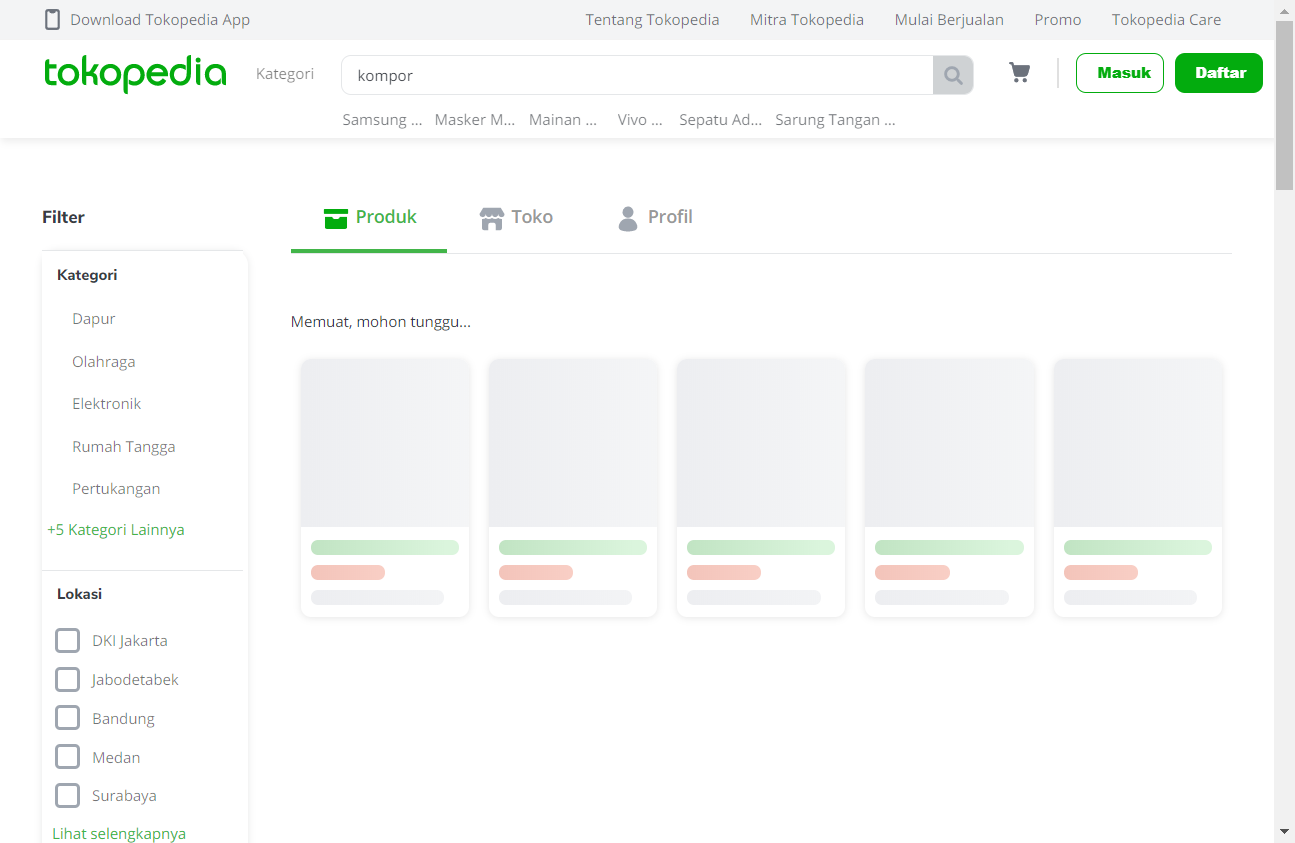 Download Tokopedia App
Tentang Tokopedia Mitra Tokopedia Mulai Berjualan Promo Tokopedia Care
tokopedia
Kategori
kompor
Masuk
Daftar
Samsung ... Masker M... Mainan ... Vivo ... Sepatu Ad... Sarung Tangan ...
Filter
Produk
Toko
Profil
Kategori
Dapur
Olahraga
Elektronik
Rumah Tangga
Pertukangan
+5 Kategori Lainnya
Lokasi
DKI Jakarta
Jabodetabek
Bandung
Medan
Surabaya
Lihat selengkapnya
Memuat, mohon tunggu...